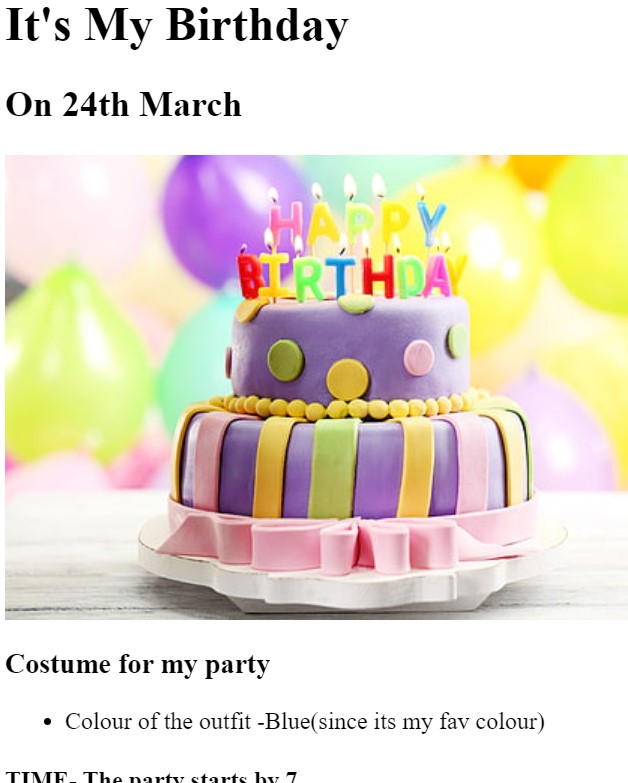 It's My Birthday
On 24th March
HAPPY
BIRTHDAY
Costume for my party
Colour of the outfit -Blue(since its my fav colour)
TIME- The party starts by 7